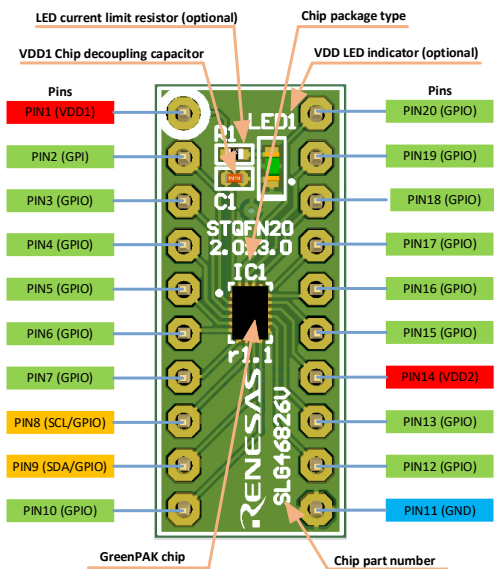 LED current limit resistor (optional)
Chip package type
VDD1 Chip decoupling capacitor
VDD LED indicator (optional)
Pins
Pins
PIN1 (VDD1)
PIN20 (GPIO)
PIN2 (GPI)
PIN19 (GPIO)
PIN3 (GPIO)
PIN18 (GPIO)
PIN4 (GPIO)
PIN17 (GPIO)
PIN5 (GPIO)
PIN16 (GPIO)
PIN6 (GPIO)
PIN15 (GPIO)
PIN7 (GPIO)
PIN14 (VDD2)
PIN8 (SCL/GPIO)
PIN13 (GPIO)
PIN9 (SDA/GPIO)
PIN12 (GPIO)
PIN10 (GPIO)
PIN11 (GND)
LED1
R1
C1
STQFN20
2.0x3.0
IC1
r1.1
RENESAS
SLG46826V
GreenPAK chip
Chip part number